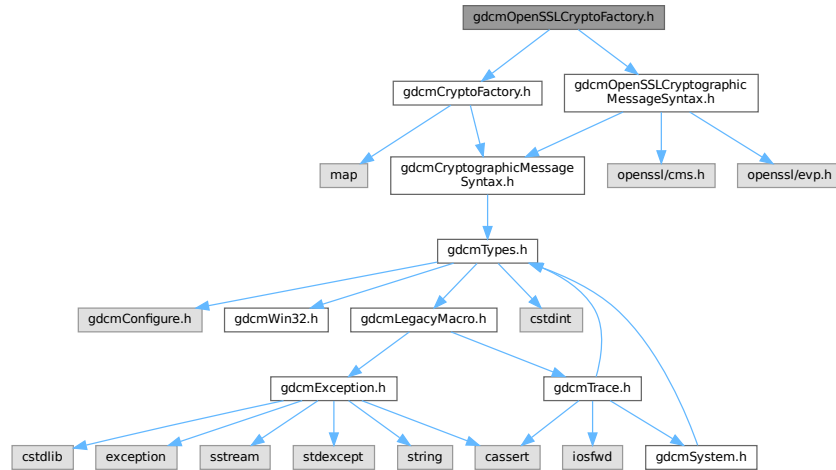 gdcmOpenSSLCryptoFactory.h
gdcmCryptoFactory.h
gdcmOpenSSLCryptographic
MessageSyntax.h
map
gdcmCryptographicMessage
Syntax.h
openssl/cms.h
openssl/evp.h
gdcmTypes.h
gdcmConfigure.h
gdcmWin32.h
gdcmLegacyMacro.h
cstdint
gdcmException.h
gdcmTrace.h
cstdlib
exception
sstream
stdexcept
string
cassert
iosfwd
gdcmSystem.h